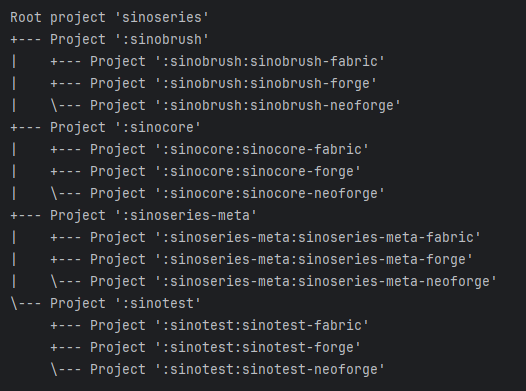 Root project 'sinoseries'
+--- Project ':sinobrush'
|    +--- Project ':sinobrush:sinobrush-fabric'
|    +--- Project ':sinobrush:sinobrush-forge'
|    \--- Project ':sinobrush:sinobrush-neoforge'
+--- Project ':sinocore'
|    +--- Project ':sinocore:sinocore-fabric'
|    +--- Project ':sinocore:sinocore-forge'
|    \--- Project ':sinocore:sinocore-neoforge'
+--- Project ':sinoseries-meta'
|    +--- Project ':sinoseries-meta:sinoseries-meta-fabric'
|    +--- Project ':sinoseries-meta:sinoseries-meta-forge'
|    \--- Project ':sinoseries-meta:sinoseries-meta-neoforge'
\--- Project ':sinotest'
     +--- Project ':sinotest:sinotest-fabric'
     +--- Project ':sinotest:sinotest-forge'
     \--- Project ':sinotest:sinotest-neoforge'